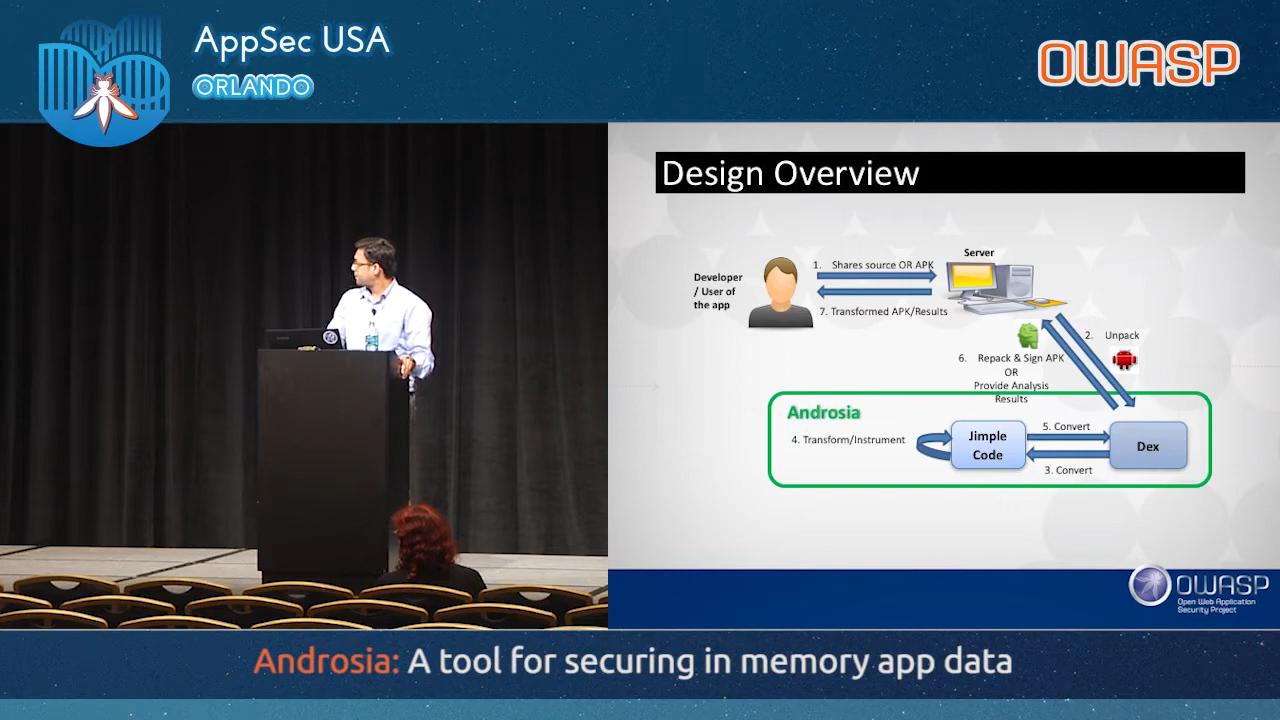 AppSec USA
ORLANDO
OWASP
Design Overview
Developer
/ User of
the app
1. Shares source OR APK
Server
7. Transformed APK/Results
2. Unpack
6. Repack & Sign APK
OR
Provide Analysis
Results
Androsia
4. Transform/Instrument
Jimple
Code
5. Convert
3. Convert
Dex
OWASP
Open Web Application
Security Project
Androsia: A tool for securing in memory app data